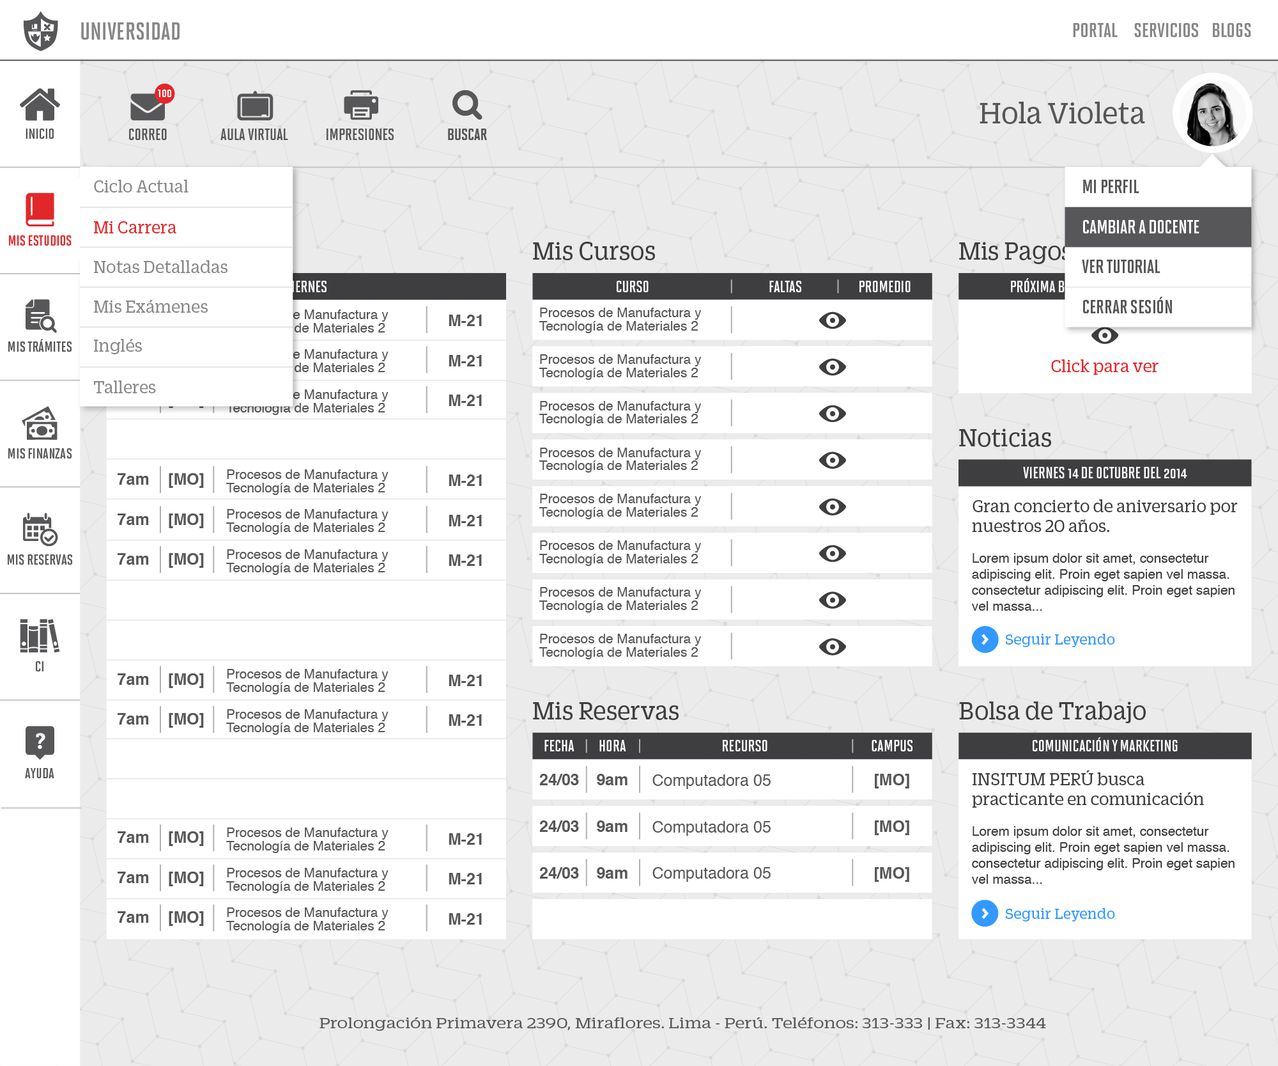 UNIVERSIDAD
PORTAL SERVICIOS BLOGS
INICIO
100
CORREO
AULA VIRTUAL
IMPRESIONES
BUSCAR
Hola Violeta
MI PERFIL
CAMBIAR A DOCENTE
VER TUTORIAL
CERRAR SESIÓN
MIS ESTUDIOS
MIS TRÁMITES
MIS FINANZAS
MIS RESERVAS
CI
?
AYUDA
Ciclo Actual
Mi Carrera
Notas Detalladas
Mis Exámenes
Inglés
Talleres
ERNES
e Manufactura y
de Materiales 2
M-21
e Manufactura y
de Materiales 2
M-21
e Manufactura y
Tecnología de Materiales 2
M-21
7am [MO] Procesos de Manufactura y
Tecnología de Materiales 2
M-21
7am [MO] Procesos de Manufactura y
Tecnología de Materiales 2
M-21
7am [MO] Procesos de Manufactura y
Tecnología de Materiales 2
M-21
7am [MO] Procesos de Manufactura y
Tecnología de Materiales 2
M-21
7am [MO] Procesos de Manufactura y
Tecnología de Materiales 2
M-21
7am [MO] Procesos de Manufactura y
Tecnología de Materiales 2
M-21
7am [MO] Procesos de Manufactura y
Tecnología de Materiales 2
M-21
7am [MO] Procesos de Manufactura y
Tecnología de Materiales 2
M-21
Mis Cursos
CURSO | FALTAS | PROMEDIO
Procesos de Manufactura y
Tecnología de Materiales 2
Procesos de Manufactura y
Tecnología de Materiales 2
Procesos de Manufactura y
Tecnología de Materiales 2
Procesos de Manufactura y
Tecnología de Materiales 2
Procesos de Manufactura y
Tecnología de Materiales 2
Procesos de Manufactura y
Tecnología de Materiales 2
Procesos de Manufactura y
Tecnología de Materiales 2
Procesos de Manufactura y
Tecnología de Materiales 2
Mis Reservas
FECHA | HORA | RECURSO | CAMPUS
24/03 9am Computadora 05 [MO]
24/03 9am Computadora 05 [MO]
24/03 9am Computadora 05 [MO]
Mis Pagos
PRÓXIMA B
Click para ver
Noticias
VIERNES 14 DE OCTUBRE DEL 2014
Gran concierto de aniversario por
nuestros 20 años.
Lorem ipsum dolor sit amet, consectetur
adipiscing elit. Proin eget sapien vel massa.
consectetur adipiscing elit. Proin eget sapien
vel massa...
Seguir Leyendo
Bolsa de Trabajo
COMUNICACIÓN Y MARKETING
INSITUM PERÚ busca
practicante en comunicación
Lorem ipsum dolor sit amet, consectetur
adipiscing elit. Proin eget sapien vel massa.
consectetur adipiscing elit. Proin eget sapien
vel massa...
Seguir Leyendo
Prolongación Primavera 2390, Miraflores. Lima - Perú. Teléfonos: 313-333 | Fax: 313-3344